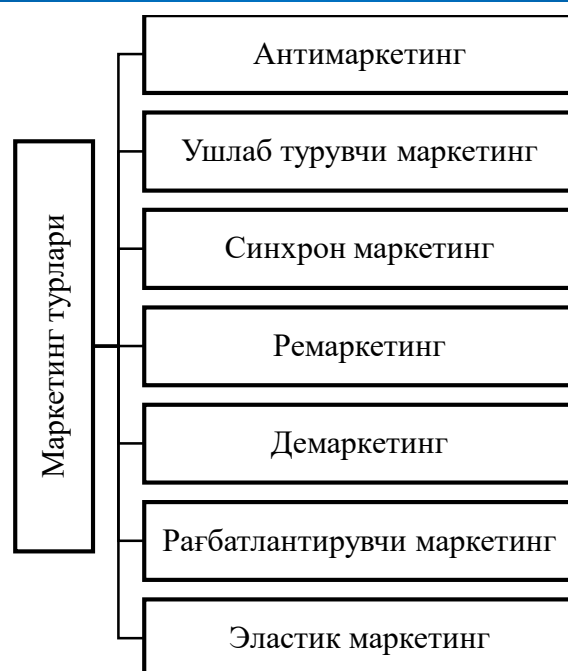 Маркетинг турлари
Антимаркетинг
Ушлаб турувчи маркетинг
Синхрон маркетинг
Ремаркетинг
Демаркетинг
Рағбатлантирувчи маркетинг
Эластик маркетинг